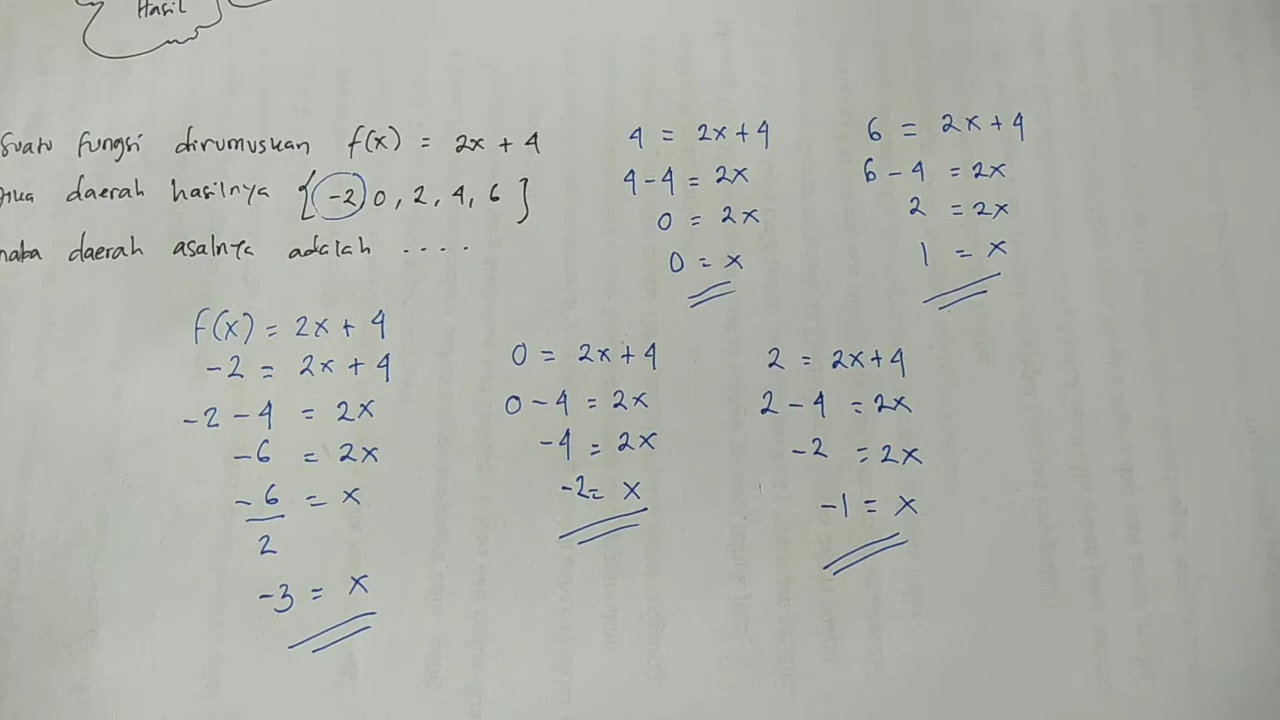 Hasil
Suatu fungsi dirumuskan f(x) = 2x + 4
jika daerah hasilnya {-2, 0, 2, 4, 6}
maka daerah asalnya adalah ....
f(x) = 2x + 4
-2 = 2x + 4
-2 - 4 = 2x
-6 = 2x
-6/2 = x
-3 = x
0 = 2x + 4
0 - 4 = 2x
-4 = 2x
-2 = x
2 = 2x + 4
2 - 4 = 2x
-2 = 2x
-1 = x
4 = 2x + 4
4 - 4 = 2x
0 = 2x
0 = x
6 = 2x + 4
6 - 4 = 2x
2 = 2x
1 = x